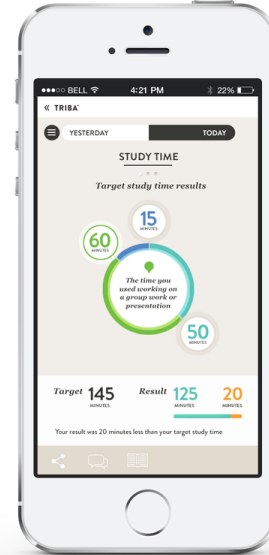 BELL 4:21 PM 22%
« TRIBA
YESTERDAY TODAY
STUDY TIME
Target study time results
15
MINUTES
60
MINUTES
The time you
used working on
a group work or
presentation
50
MINUTES
Target 145 MINUTES Result 125 MINUTES 20 MINUTES
Your result was 20 minutes less than your target study time